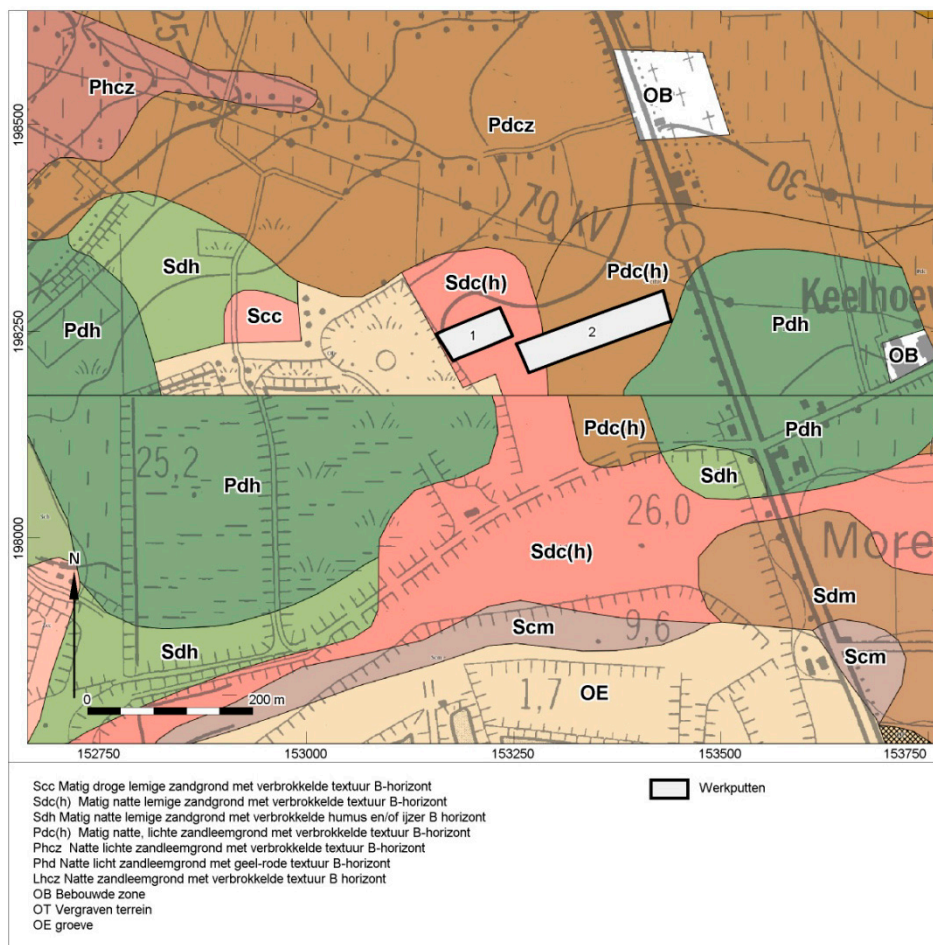 Phcz
25
OB
Pdcz
198500
30
AV 07
Sdh
Sdc(h)
Pdc(h)
Scc
Pdh
Keelhoev
Pdh
198250
1
2
OB
Pdc(h)
Pdh
25,2
Sdh
Pdh
26,0
198000
N
Sdc(h)
More
Sdm
Scm
9,6
Sdh
Scm
0 200 m
OE
1,7
152750 153000 153250 153500 153750
Scc Matig droge lemige zandgrond met verbrokkelde textuur B-horizont
Sdc(h) Matig natte lemige zandgrond met verbrokkelde textuur B-horizont
Sdh Matig natte lemige zandgrond met verbrokkelde humus en/of ijzer B horizont
Pdc(h) Matig natte, lichte zandleemgrond met verbrokkelde textuur B-horizont
Phcz Natte lichte zandleemgrond met verbrokkelde textuur B-horizont
Phd Natte licht zandleemgrond met geel-rode textuur B-horizont
Lhcz Natte zandleemgrond met verbrokkelde textuur B horizont
OB Bebouwde zone
OT Vergraven terrein
OE groeve
Werkputten